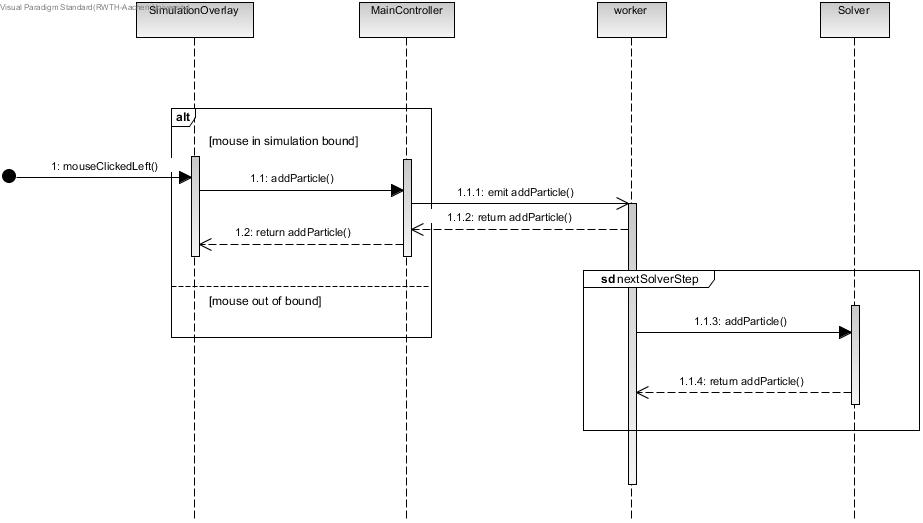 Visual Paradigm Standard(RWTH-Aachen
SimulationOverlay
MainController
worker
Solver
alt
[mouse in simulation bound]
1: mouseClickedLeft()
1.1: addParticle()
1.1.1: emit addParticle()
1.1.2: return addParticle()
1.2: return addParticle()
sd nextSolverStep
[mouse out of bound]
1.1.3: addParticle()
1.1.4: return addParticle()